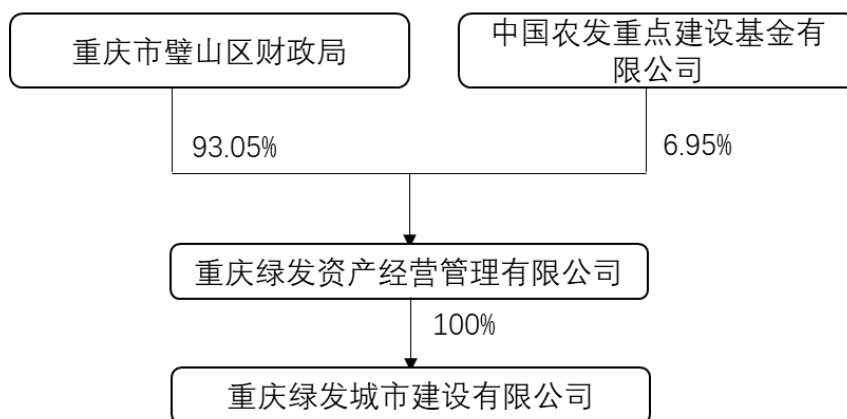 重庆市璧山区财政局
中国农发重点建设基金有
限公司
93.05%
6.95%
重庆绿发资产经营管理有限公司
100%
重庆绿发城市建设有限公司